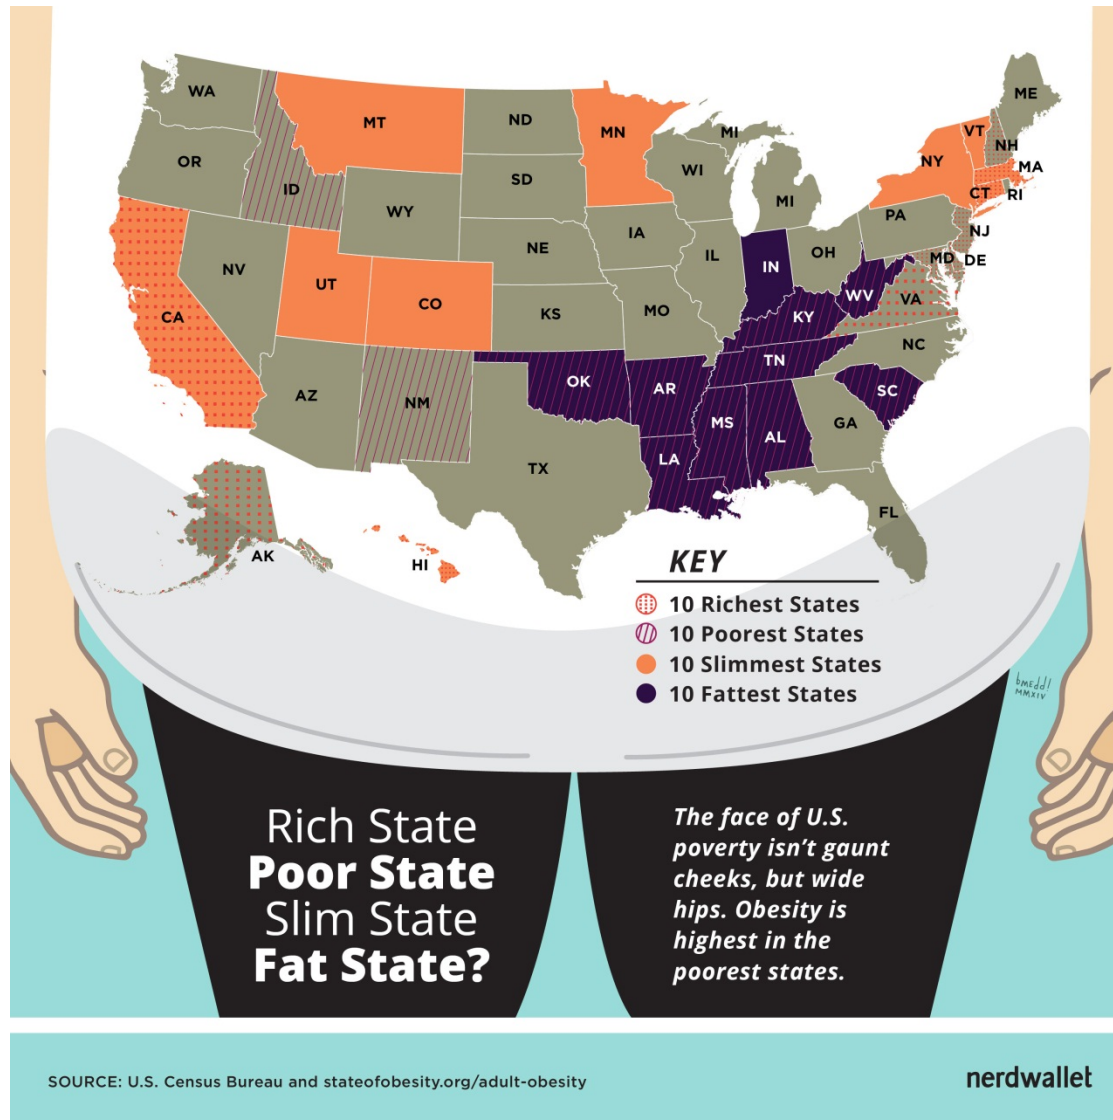 WA
MT
ND
MN
MI
ME
VT
NH
OR
ID
SD
WI
NY
MA
WY
MI
CT
RI
IA
PA
NE
NJ
NV
IL
IN
OH
MD
DE
UT
CO
WV
VA
CA
KS
MO
KY
NC
TN
AZ
NM
OK
AR
SC
MS
AL
GA
LA
TX
FL
AK
HI
KEY
10 Richest States
10 Poorest States
10 Slimmest States
10 Fattest States
bmedd!
MMXIV
Rich State
Poor State
Slim State
Fat State?
The face of U.S.
poverty isn’t gaunt
cheeks, but wide
hips. Obesity is
highest in the
poorest states.
SOURCE: U.S. Census Bureau and stateofobesity.org/adult-obesity
nerdwallet